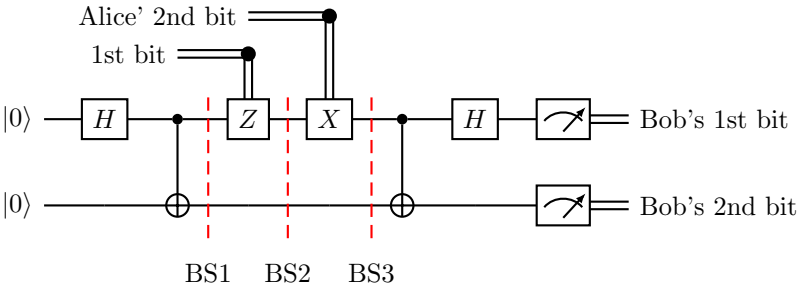 Alice' 2nd bit
1st bit
|0⟩ H Z X H Bob's 1st bit
|0⟩ Bob's 2nd bit
BS1 BS2 BS3